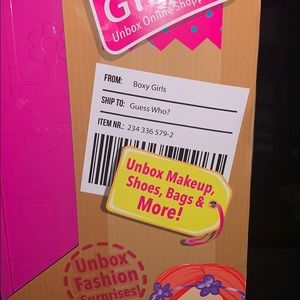 Unbox Online Shopp
FROM: Boxy Girls
SHIP TO: Guess Who?
ITEM NR.: 234 336 579-2
Unbox Makeup,
Shoes, Bags &
More!
Unbox
Fashion
Surprises!